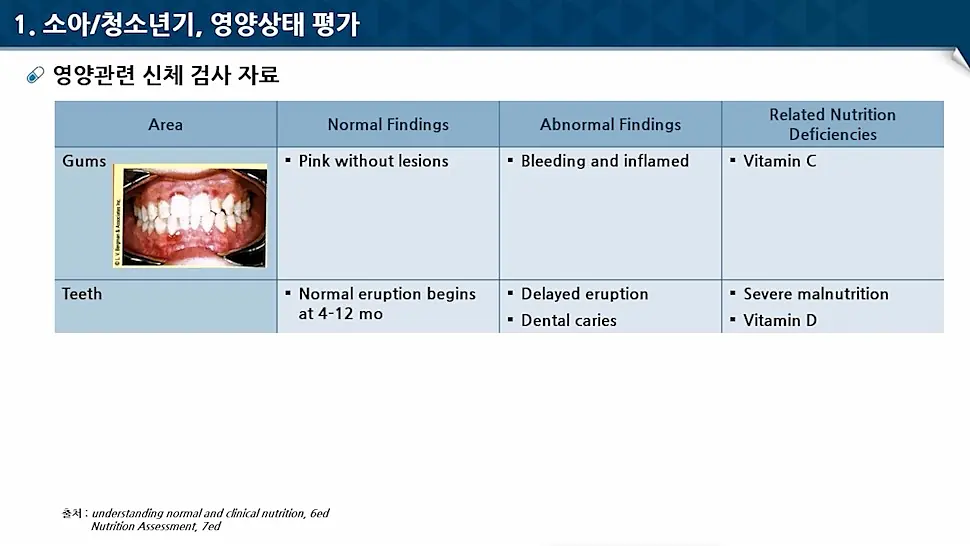 1. 소아/청소년기, 영양상태 평가
영양관련 신체 검사 자료
Area
Normal Findings
Abnormal Findings
Related Nutrition
Deficiencies
Gums
▪ Pink without lesions
▪ Bleeding and inflamed
▪ Vitamin C
© L.V. Bergman & Associates Inc.
Teeth
▪ Normal eruption begins
at 4-12 mo
▪ Delayed eruption
▪ Dental caries
▪ Severe malnutrition
▪ Vitamin D
출처 : understanding normal and clinical nutrition, 6ed
Nutrition Assessment, 7ed